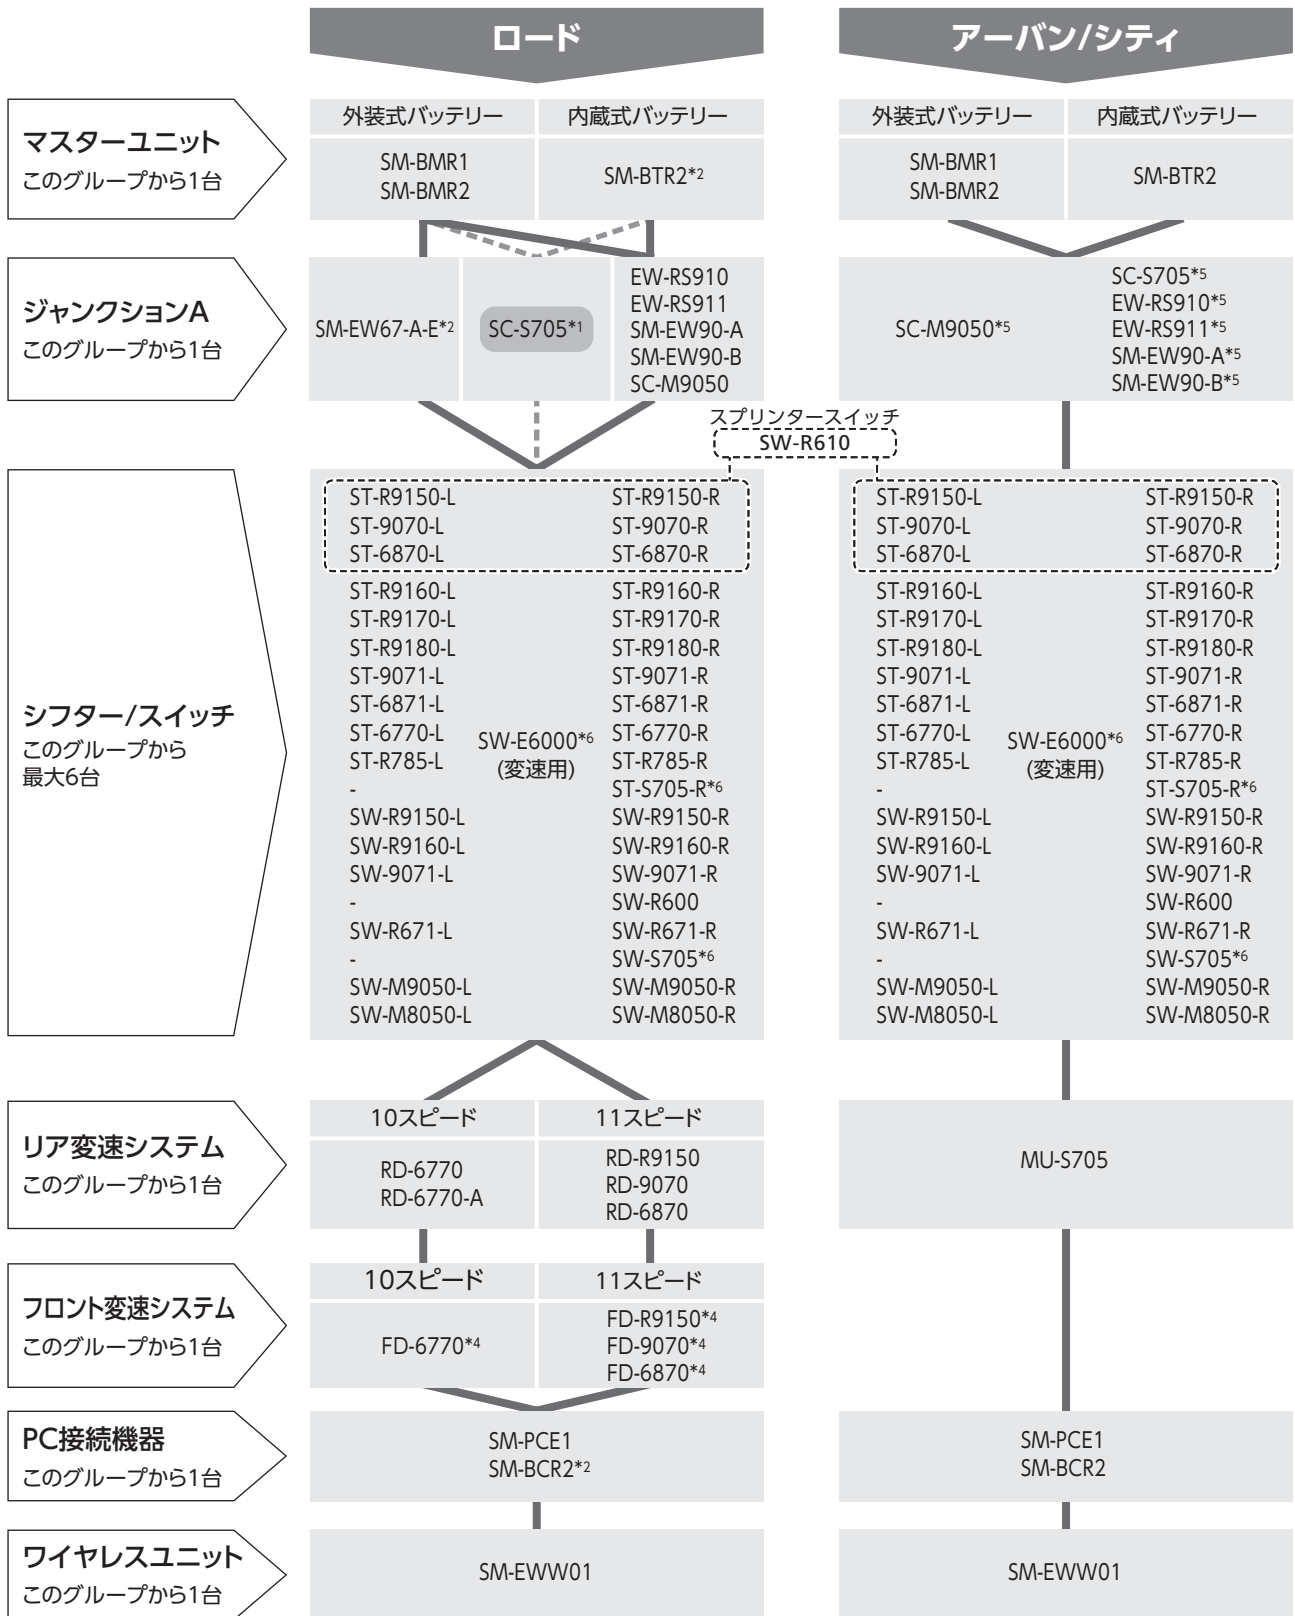 ロード
アーバン/シティ
マスターユニット
このグループから1台
外装式バッテリー
内蔵式バッテリー
SM-BMR1
SM-BMR2
SM-BTR2*2
外装式バッテリー
内蔵式バッテリー
SM-BMR1
SM-BMR2
SM-BTR2
ジャンクションA
このグループから1台
SM-EW67-A-E*2
SC-S705*1
EW-RS910
EW-RS911
SM-EW90-A
SM-EW90-B
SC-M9050
SC-M9050*5
SC-S705*5
EW-RS910*5
EW-RS911*5
SM-EW90-A*5
SM-EW90-B*5
スプリンタースイッチ
SW-R610
シフター/スイッチ
このグループから
最大6台
ST-R9150-L
ST-9070-L
ST-6870-L
ST-R9160-L
ST-R9170-L
ST-R9180-L
ST-9071-L
ST-6871-L
ST-6770-L
ST-R785-L
-
SW-R9150-L
SW-R9160-L
SW-9071-L
-
SW-R671-L
-
SW-M9050-L
SW-M8050-L
SW-E6000*6
(変速用)
ST-R9150-R
ST-9070-R
ST-6870-R
ST-R9160-R
ST-R9170-R
ST-R9180-R
ST-9071-R
ST-6871-R
ST-6770-R
ST-R785-R
ST-S705-R*6
SW-R9150-R
SW-R9160-R
SW-9071-R
SW-R600
SW-R671-R
SW-S705*6
SW-M9050-R
SW-M8050-R
ST-R9150-L
ST-9070-L
ST-6870-L
ST-R9160-L
ST-R9170-L
ST-R9180-L
ST-9071-L
ST-6871-L
ST-6770-L
ST-R785-L
-
SW-R9150-L
SW-R9160-L
SW-9071-L
-
SW-R671-L
-
SW-M9050-L
SW-M8050-L
SW-E6000*6
(変速用)
ST-R9150-R
ST-9070-R
ST-6870-R
ST-R9160-R
ST-R9170-R
ST-R9180-R
ST-9071-R
ST-6871-R
ST-6770-R
ST-R785-R
ST-S705-R*6
SW-R9150-R
SW-R9160-R
SW-9071-R
SW-R600
SW-R671-R
SW-S705*6
SW-M9050-R
SW-M8050-R
リア変速システム
このグループから1台
10スピード
11スピード
RD-6770
RD-6770-A
RD-R9150
RD-9070
RD-6870
MU-S705
フロント変速システム
このグループから1台
10スピード
11スピード
FD-6770*4
FD-R9150*4
FD-9070*4
FD-6870*4
PC接続機器
このグループから1台
SM-PCE1
SM-BCR2*2
SM-PCE1
SM-BCR2
ワイヤレスユニット
このグループから1台
SM-EWW01
SM-EWW01